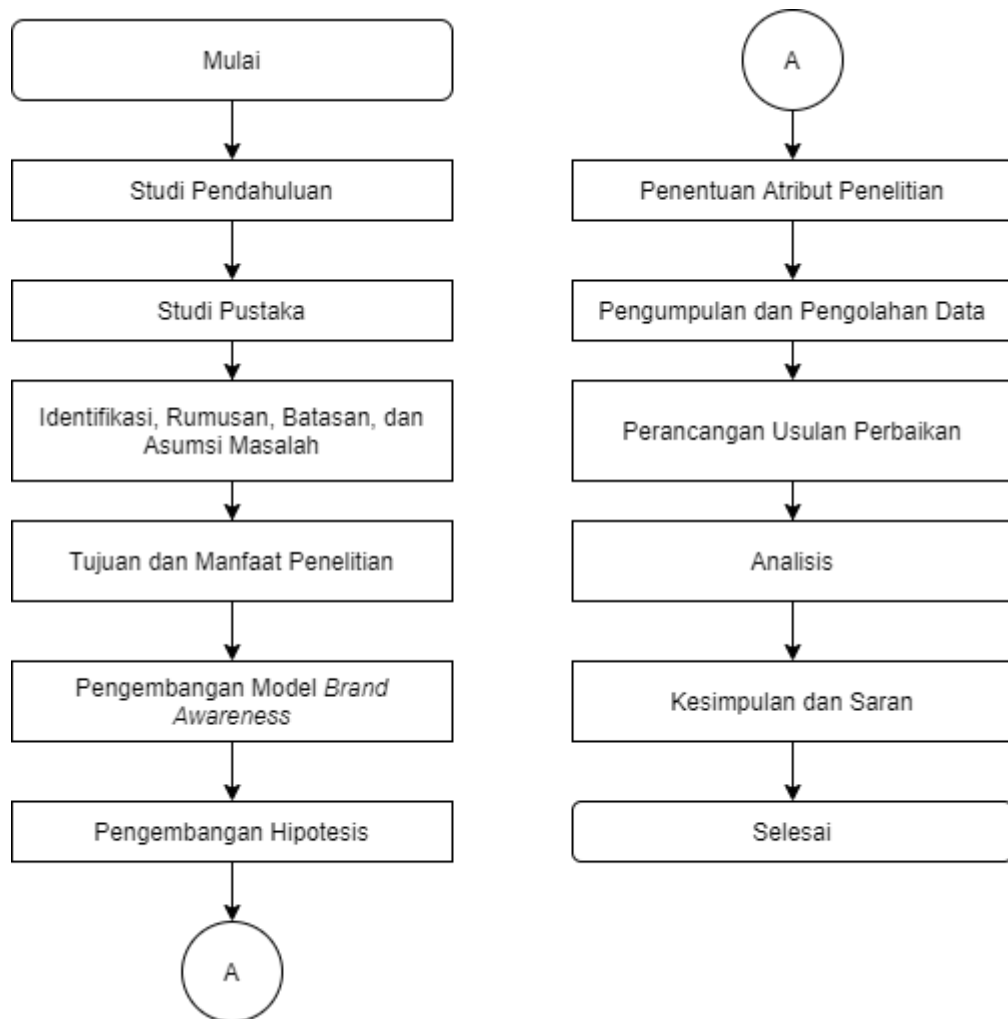 Mulai
Studi Pendahuluan
Studi Pustaka
Identifikasi, Rumusan, Batasan, dan
Asumsi Masalah
Tujuan dan Manfaat Penelitian
Pengembangan Model Brand
Awareness
Pengembangan Hipotesis
A
A
Penentuan Atribut Penelitian
Pengumpulan dan Pengolahan Data
Perancangan Usulan Perbaikan
Analisis
Kesimpulan dan Saran
Selesai